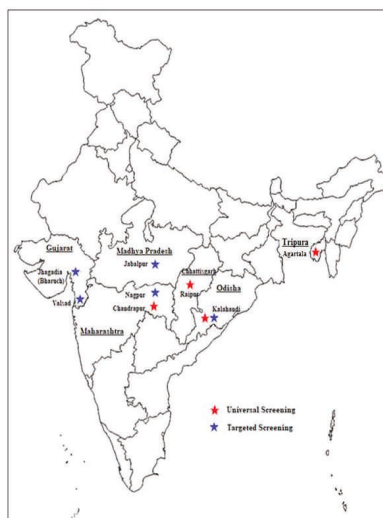 Gujarat
Madhya Pradesh
Jabalpur
Tripura
Agartala
Jhagadia
(Bharuch)
Chhattisgarh
Raipur
Odisha
Valsad
Nagpur
Chandrapur
Kalahandi
Maharashtra
Universal Screening
Targeted Screening